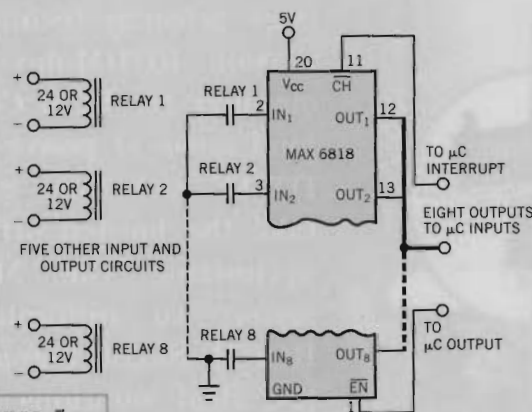 5V
20
11
VCC
CH
+
24 OR
12V
–
RELAY 1
RELAY 1
2
IN1
OUT1
12
MAX 6818
TO μC
INTERRUPT
+
24 OR
12V
–
RELAY 2
RELAY 2
3
IN2
OUT2
13
EIGHT OUTPUTS
TO μC INPUTS
FIVE OTHER INPUT AND
OUTPUT CIRCUITS
+
24 OR
12V
–
RELAY 8
RELAY 8
IN8
OUT8
TO
μC OUTPUT
GND
EN
1